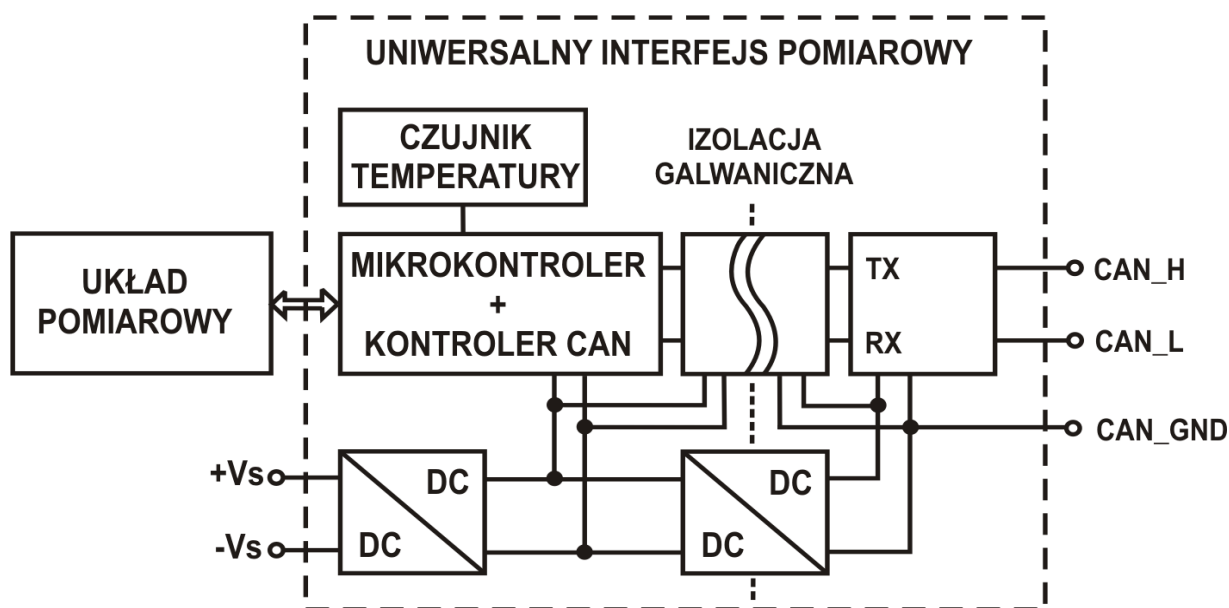 UNIWERSALNY INTERFEJS POMIAROWY
CZUJNIK
TEMPERATURY
IZOLACJA
GALWANICZNA
UKŁAD
POMIAROWY
MIKROKONTROLER
+
KONTROLER CAN
TX
RX
CAN_H
CAN_L
CAN_GND
+Vs
-Vs
DC
DC
DC
DC